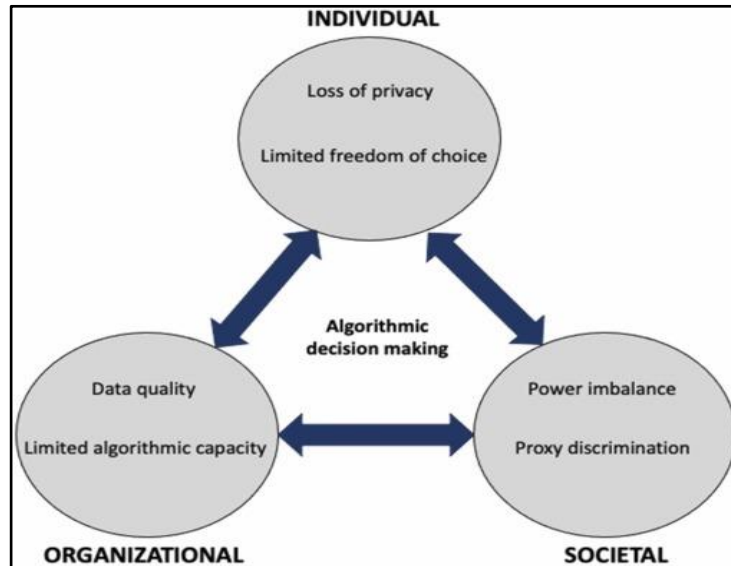 INDIVIDUAL
Loss of privacy
Limited freedom of choice
Algorithmic
decision making
Data quality
Limited algorithmic capacity
Power imbalance
Proxy discrimination
ORGANIZATIONAL
SOCIETAL